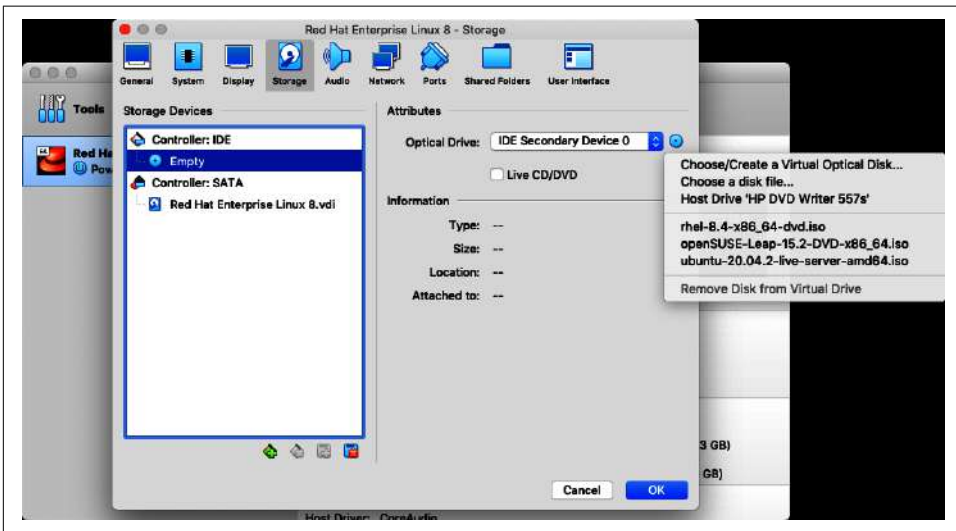 Red Hat Enterprise Linux 8 - Storage
General System Display Storage Audio Network Ports Shared Folders User Interface
Tools
Red Ha
Pow
Storage Devices
Controller: IDE
Empty
Controller: SATA
Red Hat Enterprise Linux 8.vdi
Attributes
Optical Drive: IDE Secondary Device 0
Live CD/DVD
Information
Type: --
Size: --
Location: --
Attached to: --
Choose/Create a Virtual Optical Disk...
Choose a disk file...
Host Drive 'HP DVD Writer 557s'
rhel-8.4-x86_64-dvd.iso
openSUSE-Leap-15.2-DVD-x86_64.iso
ubuntu-20.04.2-live-server-amd64.iso
Remove Disk from Virtual Drive
3 GB)
GB)
Cancel OK
Host Driver: CoreAudio